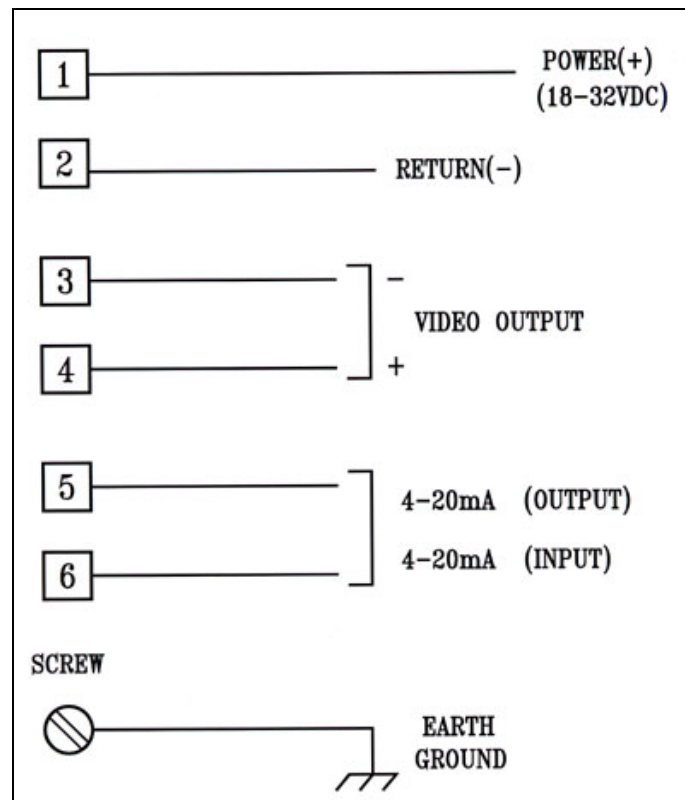 1 POWER(+)
(18-32VDC)
2 RETURN(-)
3 -
VIDEO OUTPUT
4 +
5 4-20mA (OUTPUT)
6 4-20mA (INPUT)
SCREW
EARTH
GROUND